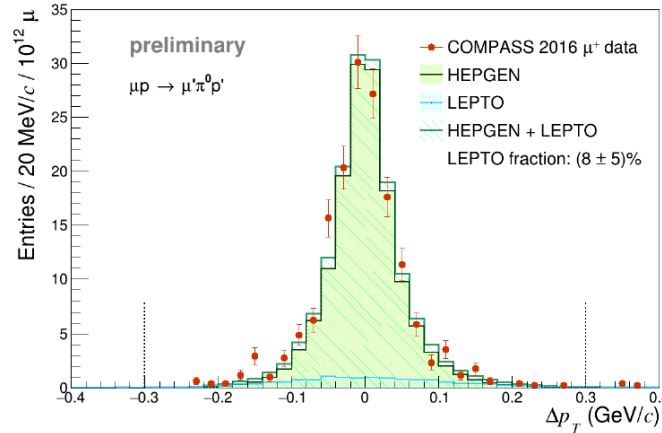 Entries / 20 MeV/c / 10¹² μ
35
30
25
20
15
10
5
0
preliminary
μp → μ'π⁰p'
COMPASS 2016 μ⁺ data
HEPGEN
LEPTO
HEPGEN + LEPTO
LEPTO fraction: (8 ± 5)%
−0.4 −0.3 −0.2 −0.1 0.0 0.1 0.2 0.3
Δp_T (GeV/c)